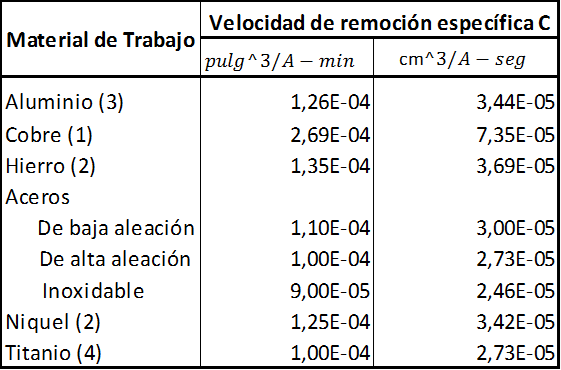 Material de Trabajo Velocidad de remoción específica C
pulg^3/A − min cm^3/A − seg
Aluminio (3) 1,26E-04 3,44E-05
Cobre (1) 2,69E-04 7,35E-05
Hierro (2) 1,35E-04 3,69E-05
Aceros
De baja aleación 1,10E-04 3,00E-05
De alta aleación 1,00E-04 2,73E-05
Inoxidable 9,00E-05 2,46E-05
Niquel (2) 1,25E-04 3,42E-05
Titanio (4) 1,00E-04 2,73E-05